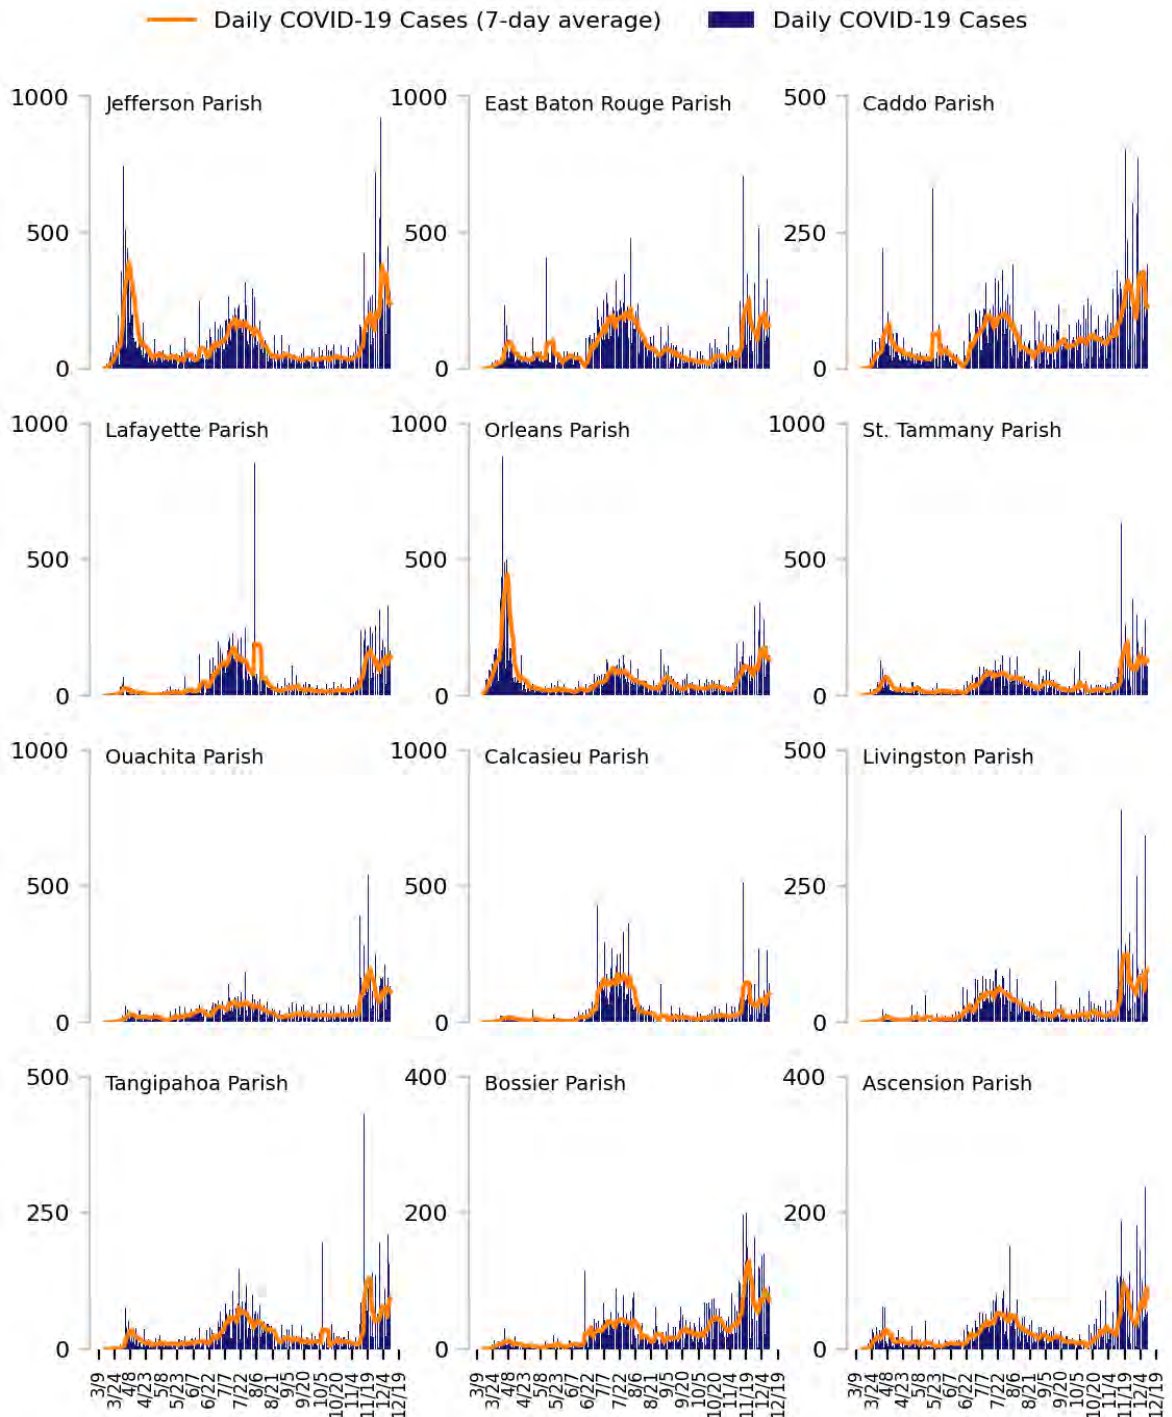 Daily COVID-19 Cases (7-day average) Daily COVID-19 Cases
1000 Jefferson Parish 1000 East Baton Rouge Parish 500 Caddo Parish
500 500 250
0 0 0
1000 Lafayette Parish 1000 Orleans Parish 1000 St. Tammany Parish
500 500 500
0 0 0
1000 Ouachita Parish 1000 Calcasieu Parish 500 Livingston Parish
500 500 250
0 0 0
500 Tangipahoa Parish 400 Bossier Parish 400 Ascension Parish
250 200 200
0 0 0
3/9 3/24 4/8 4/23 5/8 5/23 6/7 6/22 7/7 7/22 8/6 8/21 9/5 9/20 10/5 10/20 11/4 11/19 12/4 12/19 3/9 3/24 4/8 4/23 5/8 5/23 6/7 6/22 7/7 7/22 8/6 8/21 9/5 9/20 10/5 10/20 11/4 11/19 12/4 12/19 3/9 3/24 4/8 4/23 5/8 5/23 6/7 6/22 7/7 7/22 8/6 8/21 9/5 9/20 10/5 10/20 11/4 11/19 12/4 12/19